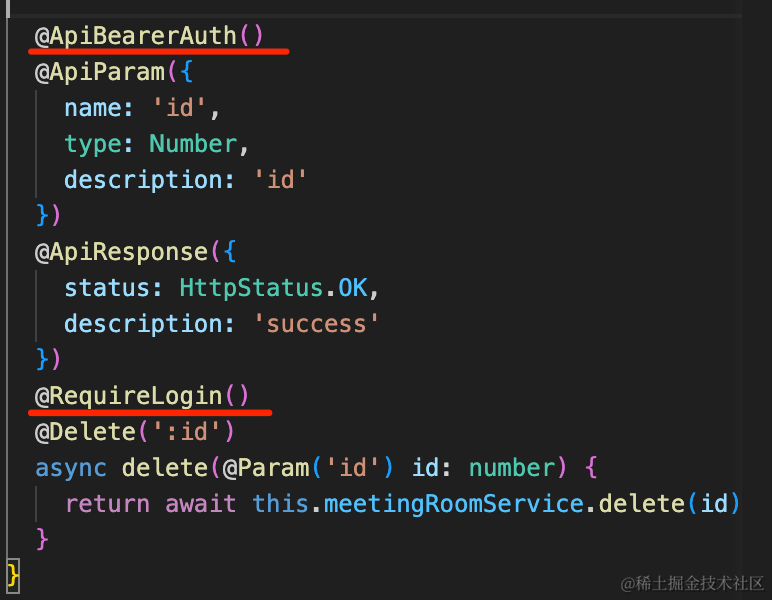 @ApiBearerAuth()
@ApiParam({
  name: 'id',
  type: Number,
  description: 'id'
})
@ApiResponse({
  status: HttpStatus.OK,
  description: 'success'
})
@RequireLogin()
@Delete(':id')
async delete(@Param('id') id: number) {
  return await this.meetingRoomService.delete(id)
}
}
@稀土掘金技术社区